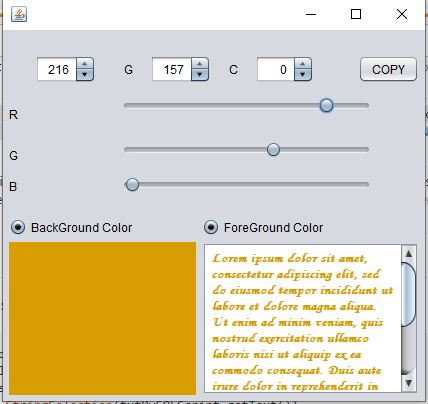 216 G 157 C 0 COPY
R
G
B
BackGround Color ForeGround Color
Lorem ipsum dolor sit amet,
consectetur adipiscing elit, sed
do eiusmod tempor incididunt ut
labore et dolore magna aliqua.
Ut enim ad minim veniam, quis
nostrud exercitation ullamco
laboris nisi ut aliquip ex ea
commodo consequat. Duis aute
irure dolor in reprehenderit in